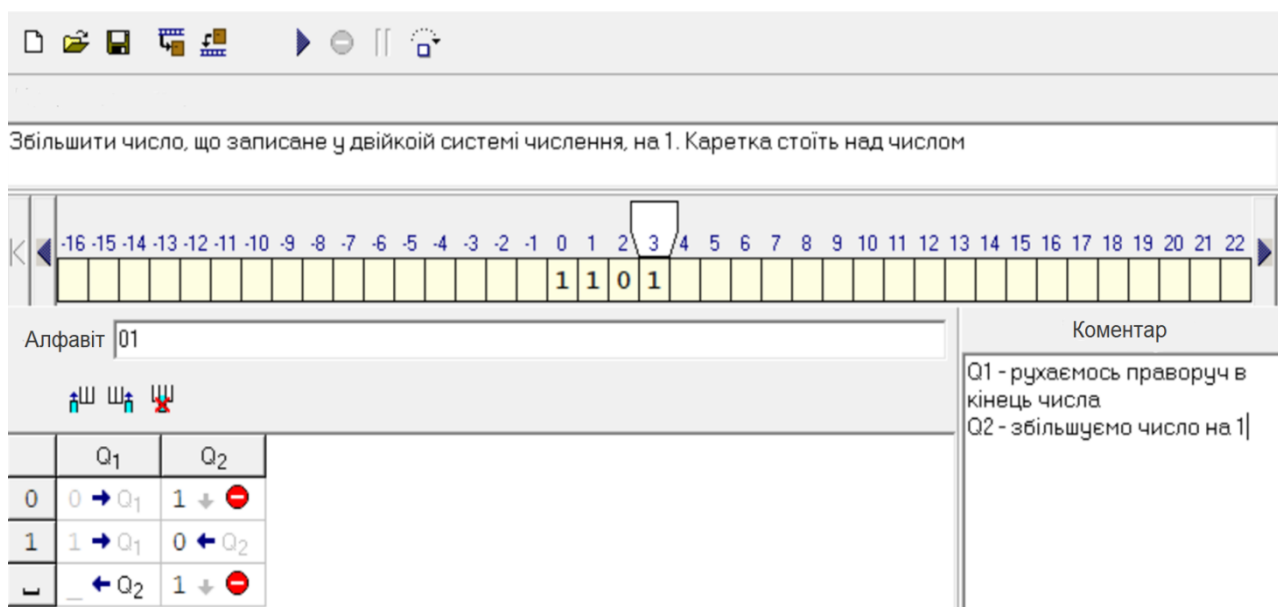 Збільшити число, що записане у двійкоій системі числення, на 1. Каретка стоїть над числом
-16 -15 -14 -13 -12 -11 -10 -9 -8 -7 -6 -5 -4 -3 -2 -1 0 1 2 3 4 5 6 7 8 9 10 11 12 13 14 15 16 17 18 19 20 21 22
1 1 0 1
Алфавіт 01
Коментар
Q1 - рухаємось праворуч в
кінець числа
Q2 - збільшуємо число на 1
Q₁ Q₂
0 0 → Q₁ 1 ↓
1 1 → Q₁ 0 ← Q₂
␣ _ ← Q₂ 1 ↓